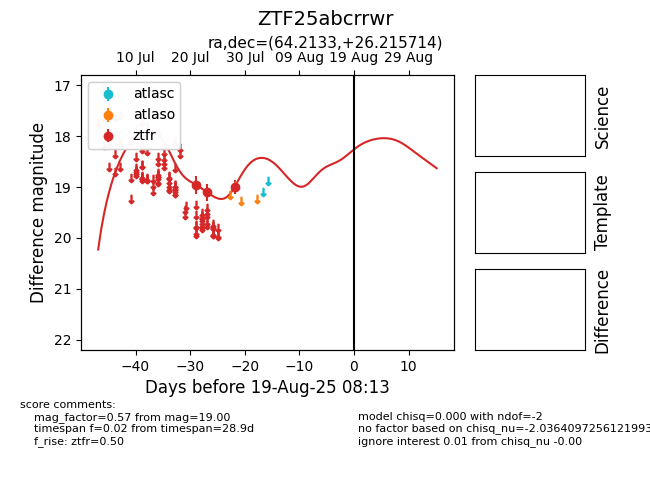 ZTF25abcrrwr
ra,dec=(64.2133,+26.215714)
10 Jul 20 Jul 30 Jul 09 Aug 19 Aug 29 Aug
17
18
19
20
21
22
Difference magnitude
atlasc
atlaso
ztfr
−40 −30 −20 −10 0 10
Days before 19-Aug-25 08:13
Science
Template
Difference
score comments:
mag_factor=0.57 from mag=19.00
timespan f=0.02 from timespan=28.9d
f_rise: ztfr=0.50
model chisq=0.000 with ndof=-2
no factor based on chisq_nu=-2.0364097256121993
ignore interest 0.01 from chisq_nu -0.00